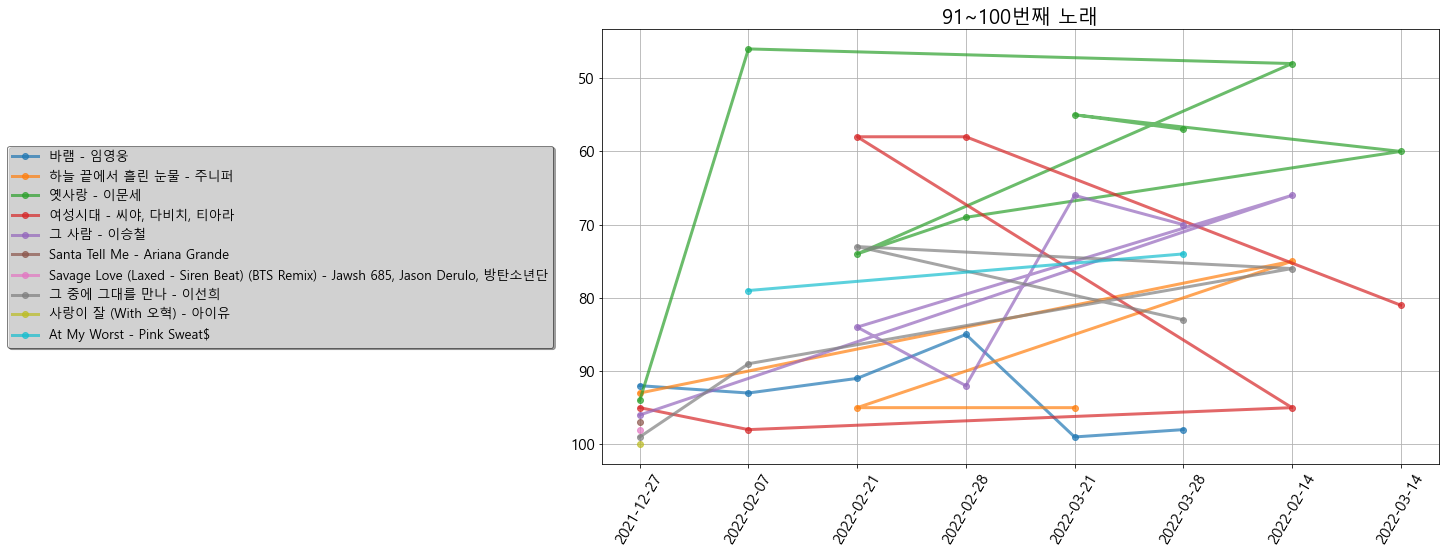 91~100번째 노래
바램 - 임영웅
하늘 끝에서 흘린 눈물 - 주니퍼
옛사랑 - 이문세
여성시대 - 씨야, 다비치, 티아라
그 사람 - 이승철
Santa Tell Me - Ariana Grande
Savage Love (Laxed - Siren Beat) (BTS Remix) - Jawsh 685, Jason Derulo, 방탄소년단
그 중에 그대를 만나 - 이선희
사랑이 잘 (With 오혁) - 아이유
At My Worst - Pink Sweat$
50
60
70
80
90
100
2021-12-27
2022-02-07
2022-02-21
2022-02-28
2022-03-21
2022-03-28
2022-02-14
2022-03-14